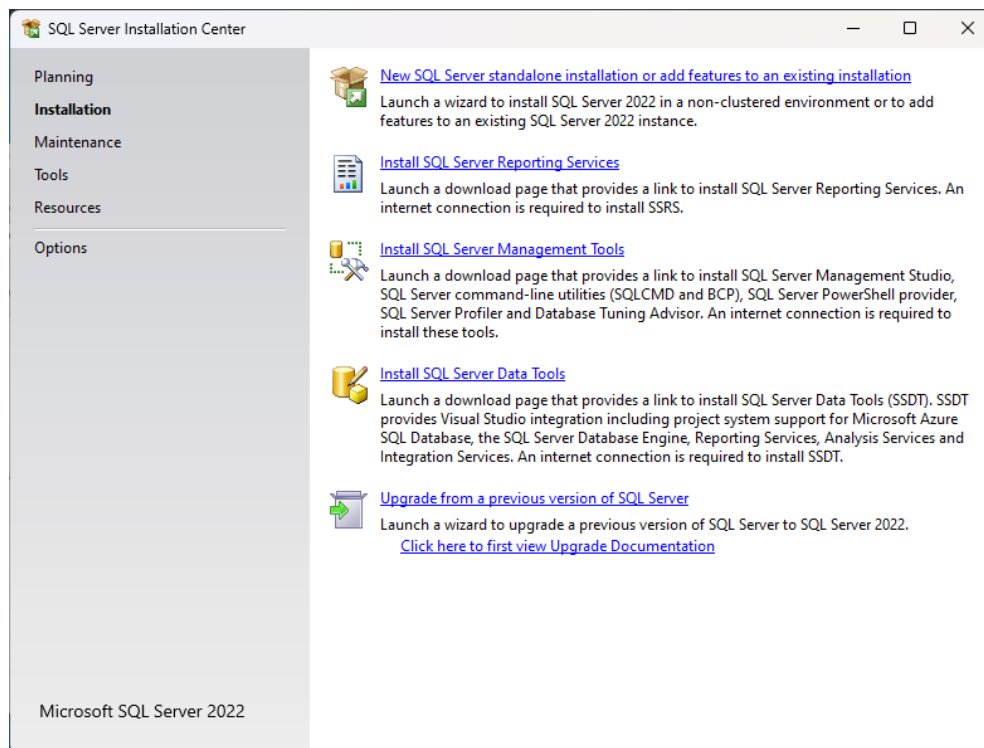 SQL Server Installation Center
Planning
Installation
Maintenance
Tools
Resources
Options
Microsoft SQL Server 2022
New SQL Server standalone installation or add features to an existing installation
Launch a wizard to install SQL Server 2022 in a non-clustered environment or to add
features to an existing SQL Server 2022 instance.
Install SQL Server Reporting Services
Launch a download page that provides a link to install SQL Server Reporting Services. An
internet connection is required to install SSRS.
Install SQL Server Management Tools
Launch a download page that provides a link to install SQL Server Management Studio,
SQL Server command-line utilities (SQLCMD and BCP), SQL Server PowerShell provider,
SQL Server Profiler and Database Tuning Advisor. An internet connection is required to
install these tools.
Install SQL Server Data Tools
Launch a download page that provides a link to install SQL Server Data Tools (SSDT). SSDT
provides Visual Studio integration including project system support for Microsoft Azure
SQL Database, the SQL Server Database Engine, Reporting Services, Analysis Services and
Integration Services. An internet connection is required to install SSDT.
Upgrade from a previous version of SQL Server
Launch a wizard to upgrade a previous version of SQL Server to SQL Server 2022.
Click here to first view Upgrade Documentation